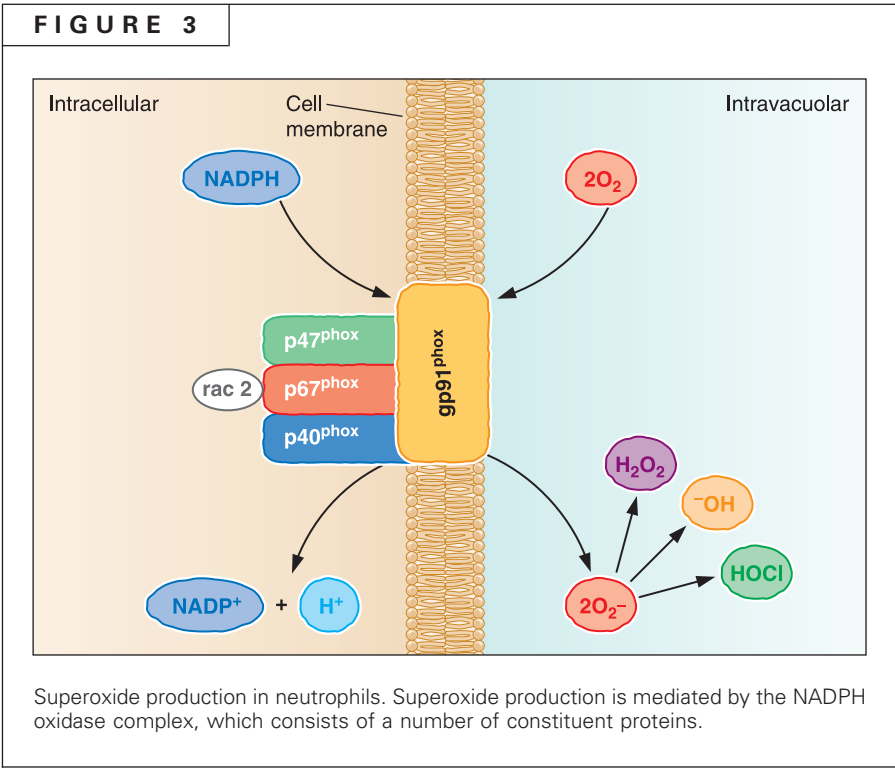 FIGURE 3
Intracellular
Cell
membrane
Intravacuolar
NADPH
2O₂
p47ᵖʰᵒˣ
rac 2
p67ᵖʰᵒˣ
p40ᵖʰᵒˣ
gp91ᵖʰᵒˣ
H₂O₂
⁻OH
HOCl
NADP⁺ + H⁺
2O₂–
Superoxide production in neutrophils. Superoxide production is mediated by the NADPH
oxidase complex, which consists of a number of constituent proteins.